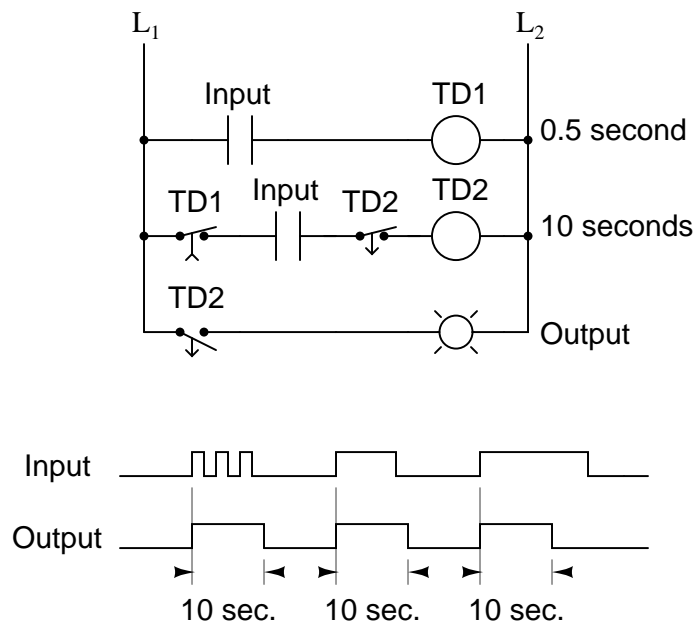 L1 L2
Input TD1
0.5 second
TD1 Input TD2 TD2
10 seconds
TD2
Output
Input
Output
10 sec. 10 sec. 10 sec.